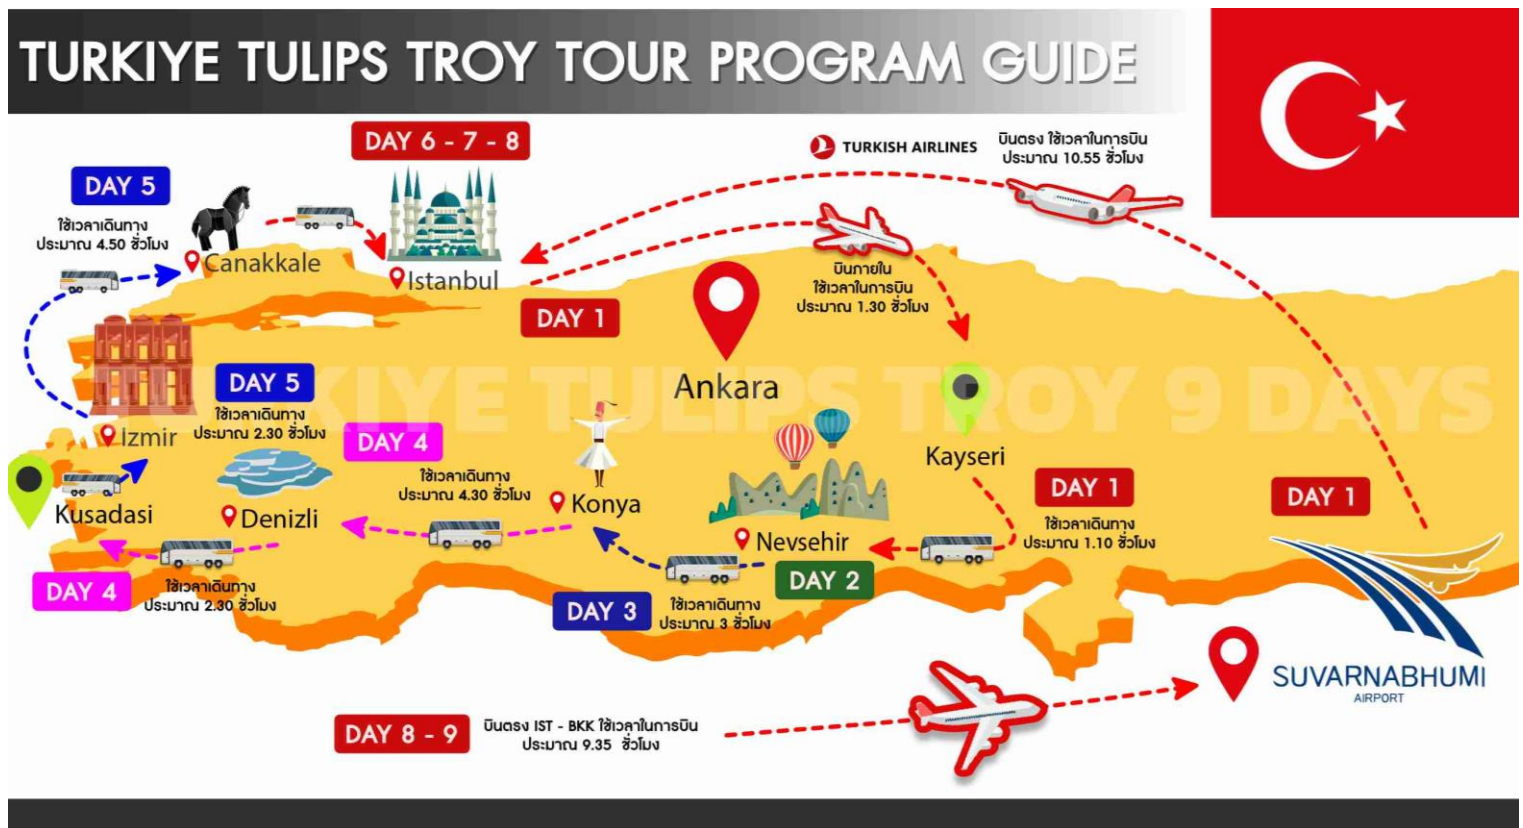 TURKIYE TULIPS TROY TOUR PROGRAM GUIDE
DAY 6 - 7 - 8
TURKISH AIRLINES
บินตรง ใช้เวลาในการบิน
ประมาณ 10.55 ชั่วโมง
DAY 5
ใช้เวลาเดินทาง
ประมาณ 4.50 ชั่วโมง
Canakkale
Istanbul
บินภายใน
ใช้เวลาในการบิน
ประมาณ 1.30 ชั่วโมง
DAY 1
Ankara
TURKIYE TULIPS TROY 9 DAYS
DAY 5
ใช้เวลาเดินทาง
ประมาณ 2.30 ชั่วโมง
Izmir
DAY 4
ใช้เวลาเดินทาง
ประมาณ 4.30 ชั่วโมง
Kayseri
DAY 1
ใช้เวลาเดินทาง
ประมาณ 1.10 ชั่วโมง
DAY 1
Kusadasi
Denizli
Konya
Nevsehir
DAY 4
ใช้เวลาเดินทาง
ประมาณ 2.30 ชั่วโมง
DAY 3
ใช้เวลาเดินทาง
ประมาณ 3 ชั่วโมง
DAY 2
SUVARNABHUMI
AIRPORT
DAY 8 - 9
บินตรง IST - BKK ใช้เวลาในการบิน
ประมาณ 9.35 ชั่วโมง